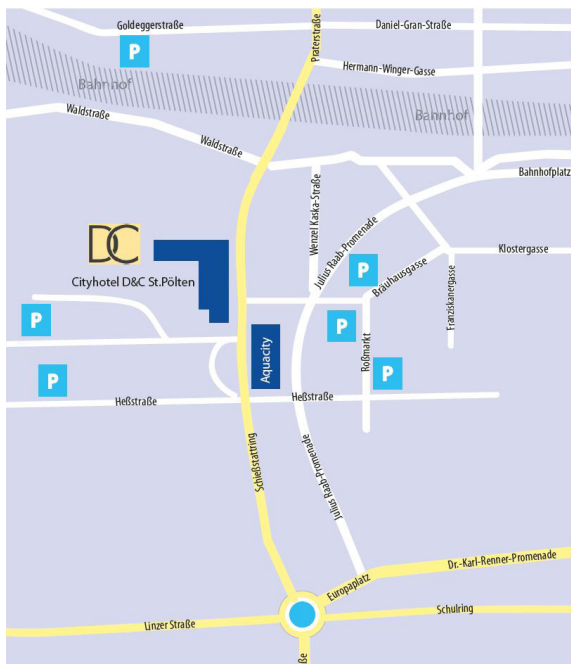 Goldeggerstraße
Daniel-Gran-Straße
Praterstraße
P
Hermann-Winger-Gasse
Bahnhof
Bahnhof
Waldstraße
Waldstraße
Bahnhofplatz
Wenzel Kaska-Straße
Julius Raab-Promenade
DC
Klostergasse
Cityhotel D&C St.Pölten
P
Bräuhausgasse
Franziskanergasse
P
P
Roßmarkt
Aquacity
P
P
Heßstraße
Heßstraße
Schießstattring
Julius Raab-Promenade
Dr.-Karl-Renner-Promenade
Europaplatz
Linzer Straße
Schulring
ße